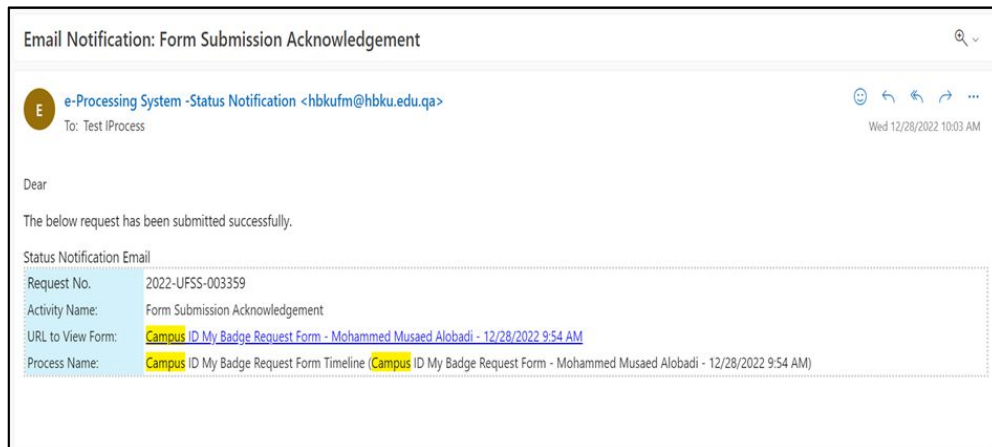 Email Notification: Form Submission Acknowledgement
E
e-Processing System -Status Notification <hbkufm@hbku.edu.qa>
To: Test IProcess
Wed 12/28/2022 10:03 AM
Dear
The below request has been submitted successfully.
Status Notification Email
Request No. 2022-UFSS-003359
Activity Name: Form Submission Acknowledgement
URL to View Form: Campus ID My Badge Request Form - Mohammed Musaed Alobadi - 12/28/2022 9:54 AM
Process Name: Campus ID My Badge Request Form Timeline (Campus ID My Badge Request Form - Mohammed Musaed Alobadi - 12/28/2022 9:54 AM)